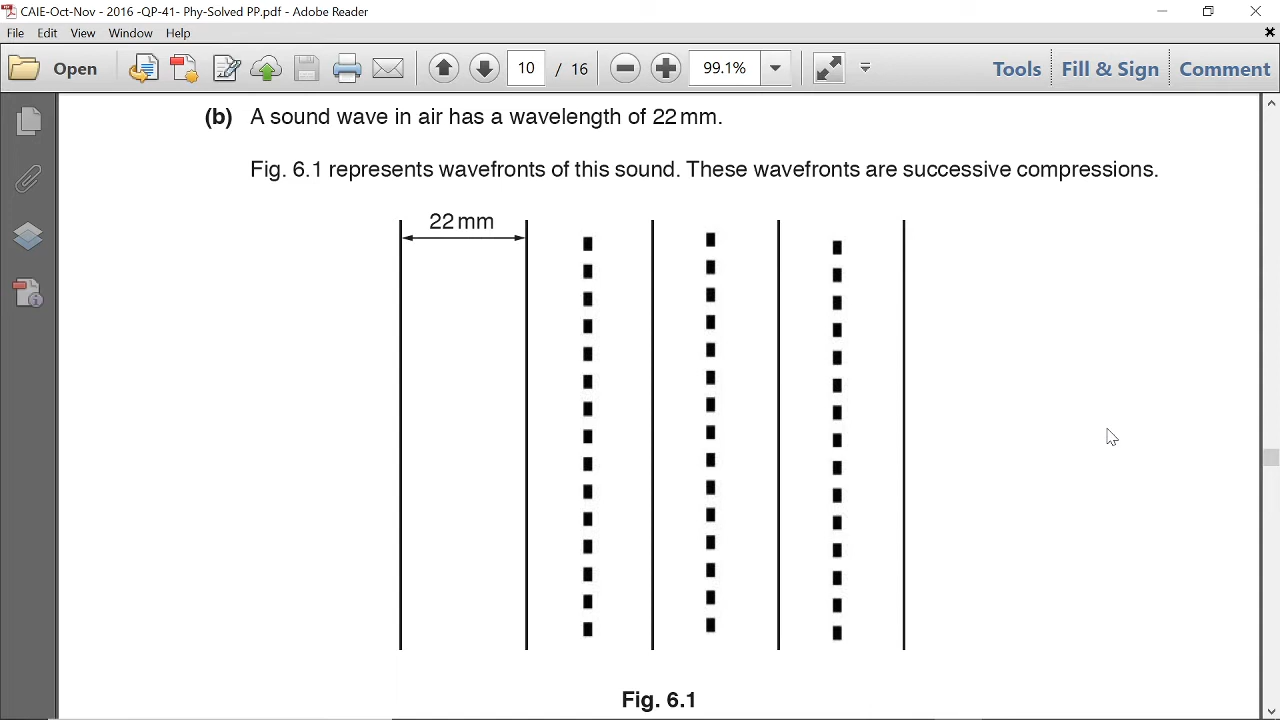 CAIE-Oct-Nov - 2016 -QP-41- Phy-Solved PP.pdf - Adobe Reader
File Edit View Window Help
Open 10 / 16 99.1% Tools Fill & Sign Comment
(b) A sound wave in air has a wavelength of 22 mm.
Fig. 6.1 represents wavefronts of this sound. These wavefronts are successive compressions.
22 mm
Fig. 6.1